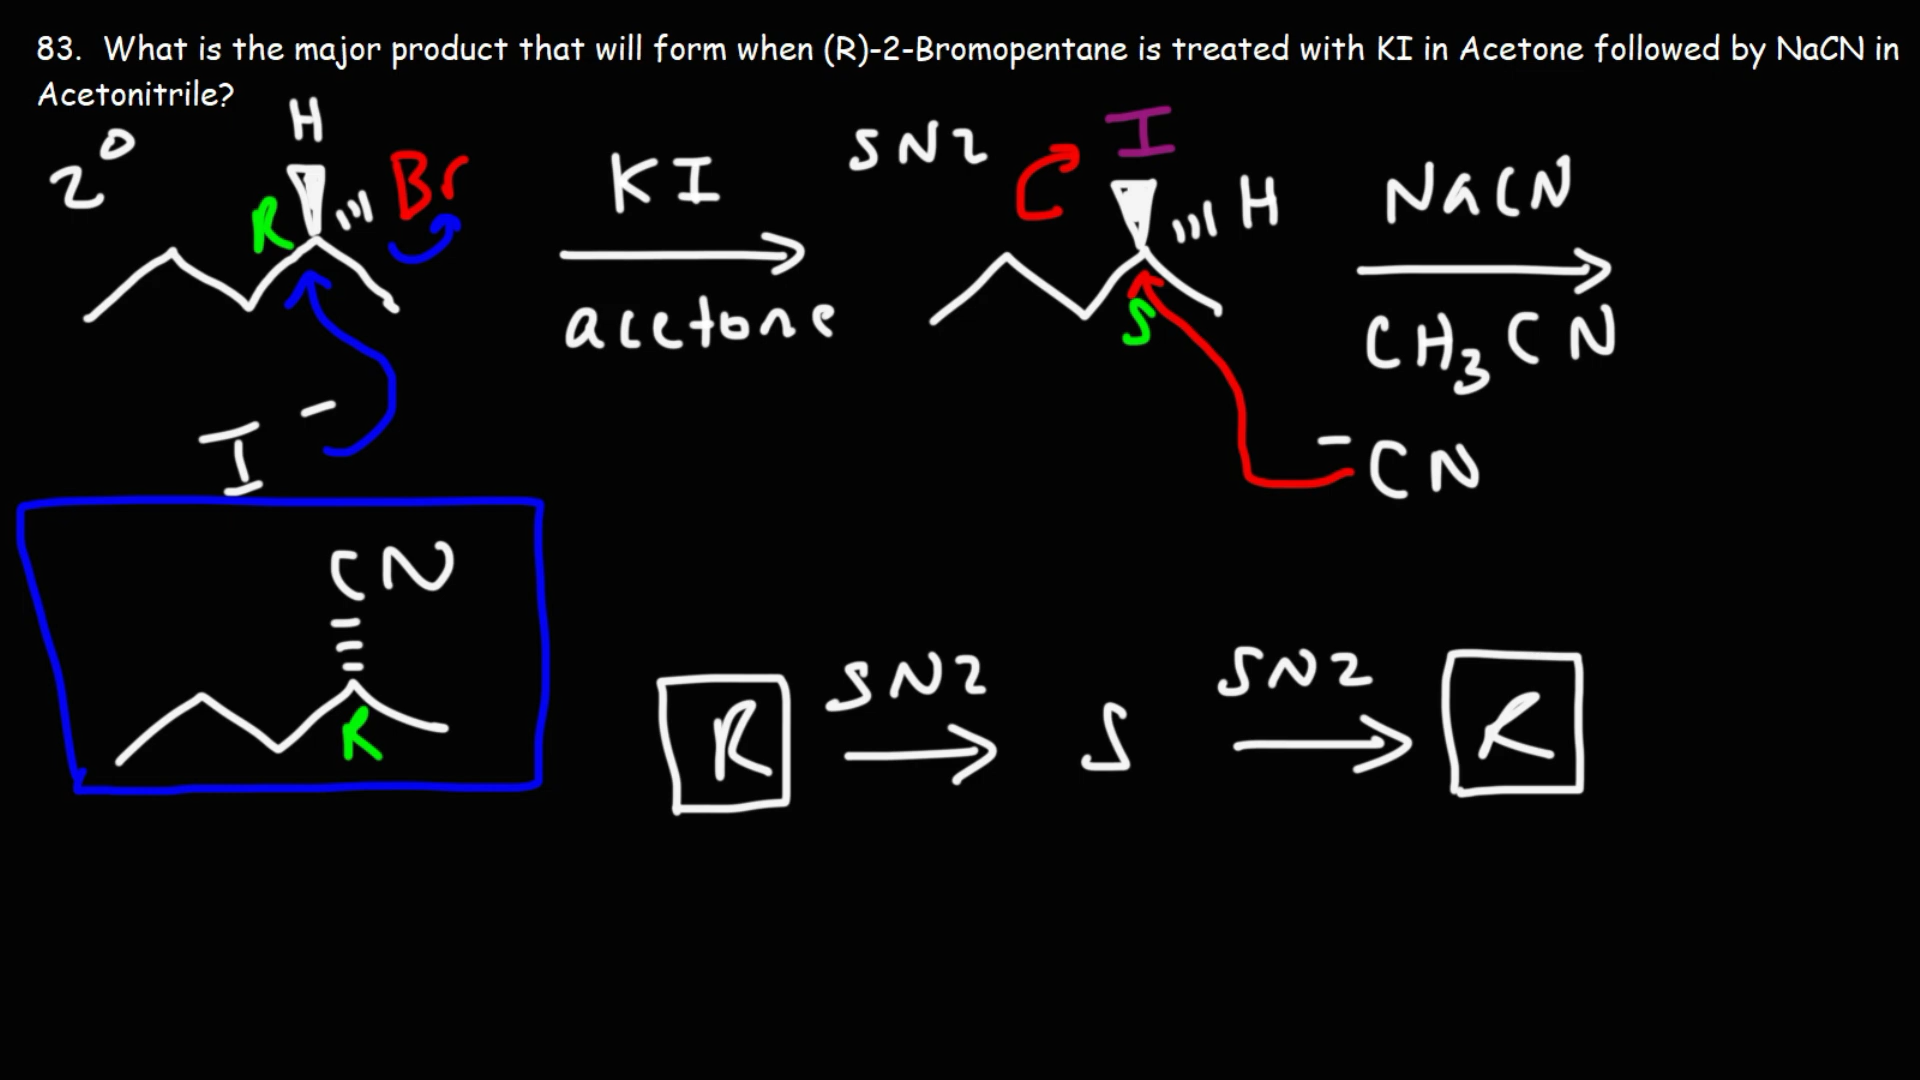 83. What is the major product that will form when (R)-2-Bromopentane is treated with KI in Acetone followed by NaCN in
Acetonitrile?
2° H Br R
KI
acetone
I -
SN2
I H S
NaCN
CH3CN
-CN
CN
R
R SN2 S SN2 R